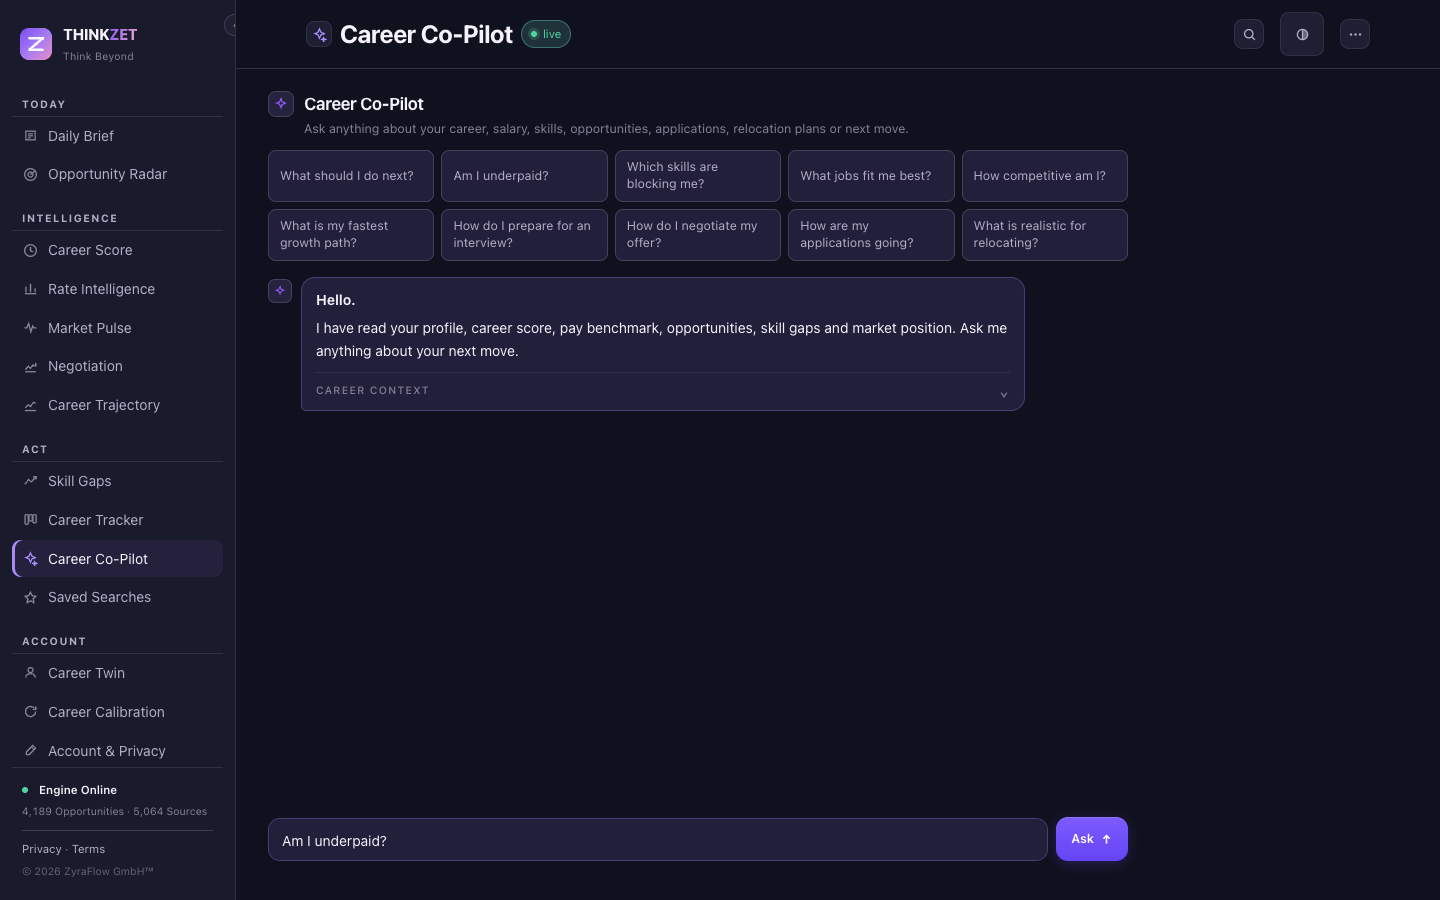 THINKZET
Think Beyond
TODAY
Daily Brief
Opportunity Radar
INTELLIGENCE
Career Score
Rate Intelligence
Market Pulse
Negotiation
Career Trajectory
ACT
Skill Gaps
Career Tracker
Career Co-Pilot
Saved Searches
ACCOUNT
Career Twin
Career Calibration
Account & Privacy
Engine Online
4,189 Opportunities · 5,064 Sources
Privacy · Terms
© 2026 ZyraFlow GmbH™
Career Co-Pilot
live
Career Co-Pilot
Ask anything about your career, salary, skills, opportunities, applications, relocation plans or next move.
What should I do next?
Am I underpaid?
Which skills are
blocking me?
What jobs fit me best?
How competitive am I?
What is my fastest
growth path?
How do I prepare for an
interview?
How do I negotiate my
offer?
How are my
applications going?
What is realistic for
relocating?
Hello.
I have read your profile, career score, pay benchmark, opportunities, skill gaps and market position. Ask me
anything about your next move.
CAREER CONTEXT
Am I underpaid?
Ask ↑